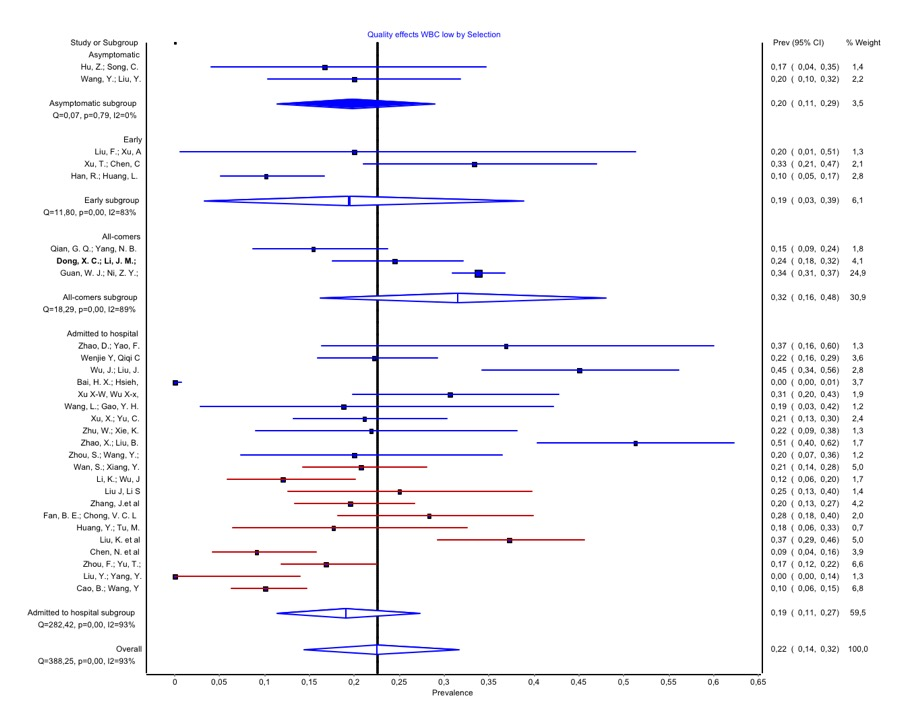 Quality effects WBC low by Selection
Study or Subgroup Prev (95% CI) % Weight
Asymptomatic
Hu, Z.; Song, C. 0,17 ( 0,04, 0,35) 1,4
Wang, Y.; Liu, Y. 0,20 ( 0,10, 0,32) 2,2
Asymptomatic subgroup 0,20 ( 0,11, 0,29) 3,5
Q=0,07, p=0,79, I2=0%
Early
Liu, F.; Xu, A 0,20 ( 0,01, 0,51) 1,3
Xu, T.; Chen, C 0,33 ( 0,21, 0,47) 2,1
Han, R.; Huang, L. 0,10 ( 0,05, 0,17) 2,8
Early subgroup 0,19 ( 0,03, 0,39) 6,1
Q=11,80, p=0,00, I2=83%
All-comers
Qian, G. Q.; Yang, N. B. 0,15 ( 0,09, 0,24) 1,8
Dong, X. C.; Li, J. M.; 0,24 ( 0,18, 0,32) 4,1
Guan, W. J.; Ni, Z. Y.; 0,34 ( 0,31, 0,37) 24,9
All-comers subgroup 0,32 ( 0,16, 0,48) 30,9
Q=18,29, p=0,00, I2=89%
Admitted to hospital
Zhao, D.; Yao, F. 0,37 ( 0,16, 0,60) 1,3
Wenjie Y, Qiqi C 0,22 ( 0,16, 0,29) 3,6
Wu, J.; Liu, J. 0,45 ( 0,34, 0,56) 2,8
Bai, H. X.; Hsieh, 0,00 ( 0,00, 0,01) 3,7
Xu X-W, Wu X-x, 0,31 ( 0,20, 0,43) 1,9
Wang, L.; Gao, Y. H. 0,19 ( 0,03, 0,42) 1,2
Xu, X.; Yu, C. 0,21 ( 0,13, 0,30) 2,4
Zhu, W.; Xie, K. 0,22 ( 0,09, 0,38) 1,3
Zhao, X.; Liu, B. 0,51 ( 0,40, 0,62) 1,7
Zhou, S.; Wang, Y.; 0,20 ( 0,07, 0,36) 1,2
Wan, S.; Xiang, Y. 0,21 ( 0,14, 0,28) 5,0
Li, K.; Wu, J 0,12 ( 0,06, 0,20) 1,7
Liu J, Li S 0,25 ( 0,13, 0,40) 1,4
Zhang, J.et al 0,20 ( 0,13, 0,27) 4,2
Fan, B. E.; Chong, V. C. L 0,28 ( 0,18, 0,40) 2,0
Huang, Y.; Tu, M. 0,18 ( 0,06, 0,33) 0,7
Liu, K. et al 0,37 ( 0,29, 0,46) 5,0
Chen, N. et al 0,09 ( 0,04, 0,16) 3,9
Zhou, F.; Yu, T.; 0,17 ( 0,12, 0,22) 6,6
Liu, Y.; Yang, Y. 0,00 ( 0,00, 0,14) 1,3
Cao, B.; Wang, Y 0,10 ( 0,06, 0,15) 6,8
Admitted to hospital subgroup 0,19 ( 0,11, 0,27) 59,5
Q=282,42, p=0,00, I2=93%
Overall 0,22 ( 0,14, 0,32) 100,0
Q=388,25, p=0,00, I2=93%
0 0,05 0,1 0,15 0,2 0,25 0,3 0,35 0,4 0,45 0,5 0,55 0,6 0,65
Prevalence